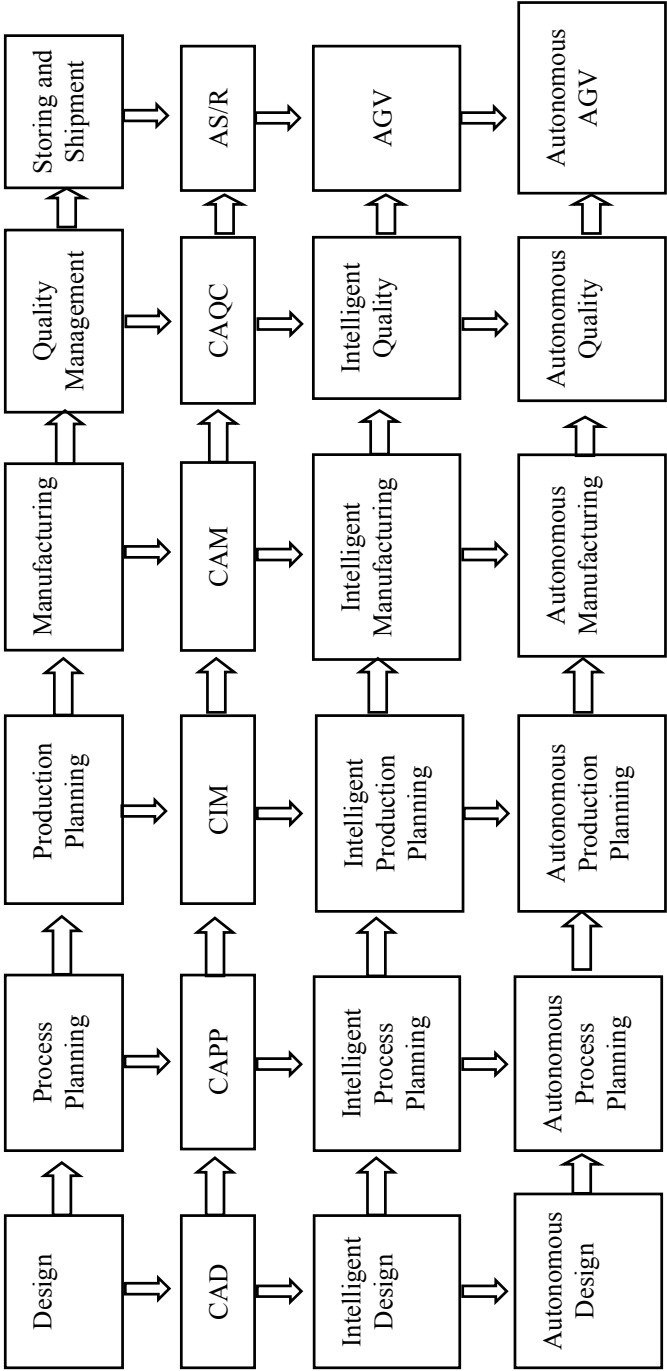 Design
Process
Planning
Production
Planning
Manufacturing
Quality
Management
Storing and
Shipment
CAD
CAPP
CIM
CAM
CAQC
AS/R
Intelligent
Design
Intelligent
Process
Planning
Intelligent
Production
Planning
Intelligent
Manufacturing
Intelligent
Quality
AGV
Autonomous
Design
Autonomous
Process
Planning
Autonomous
Production
Planning
Autonomous
Manufacturing
Autonomous
Quality
Autonomous
AGV